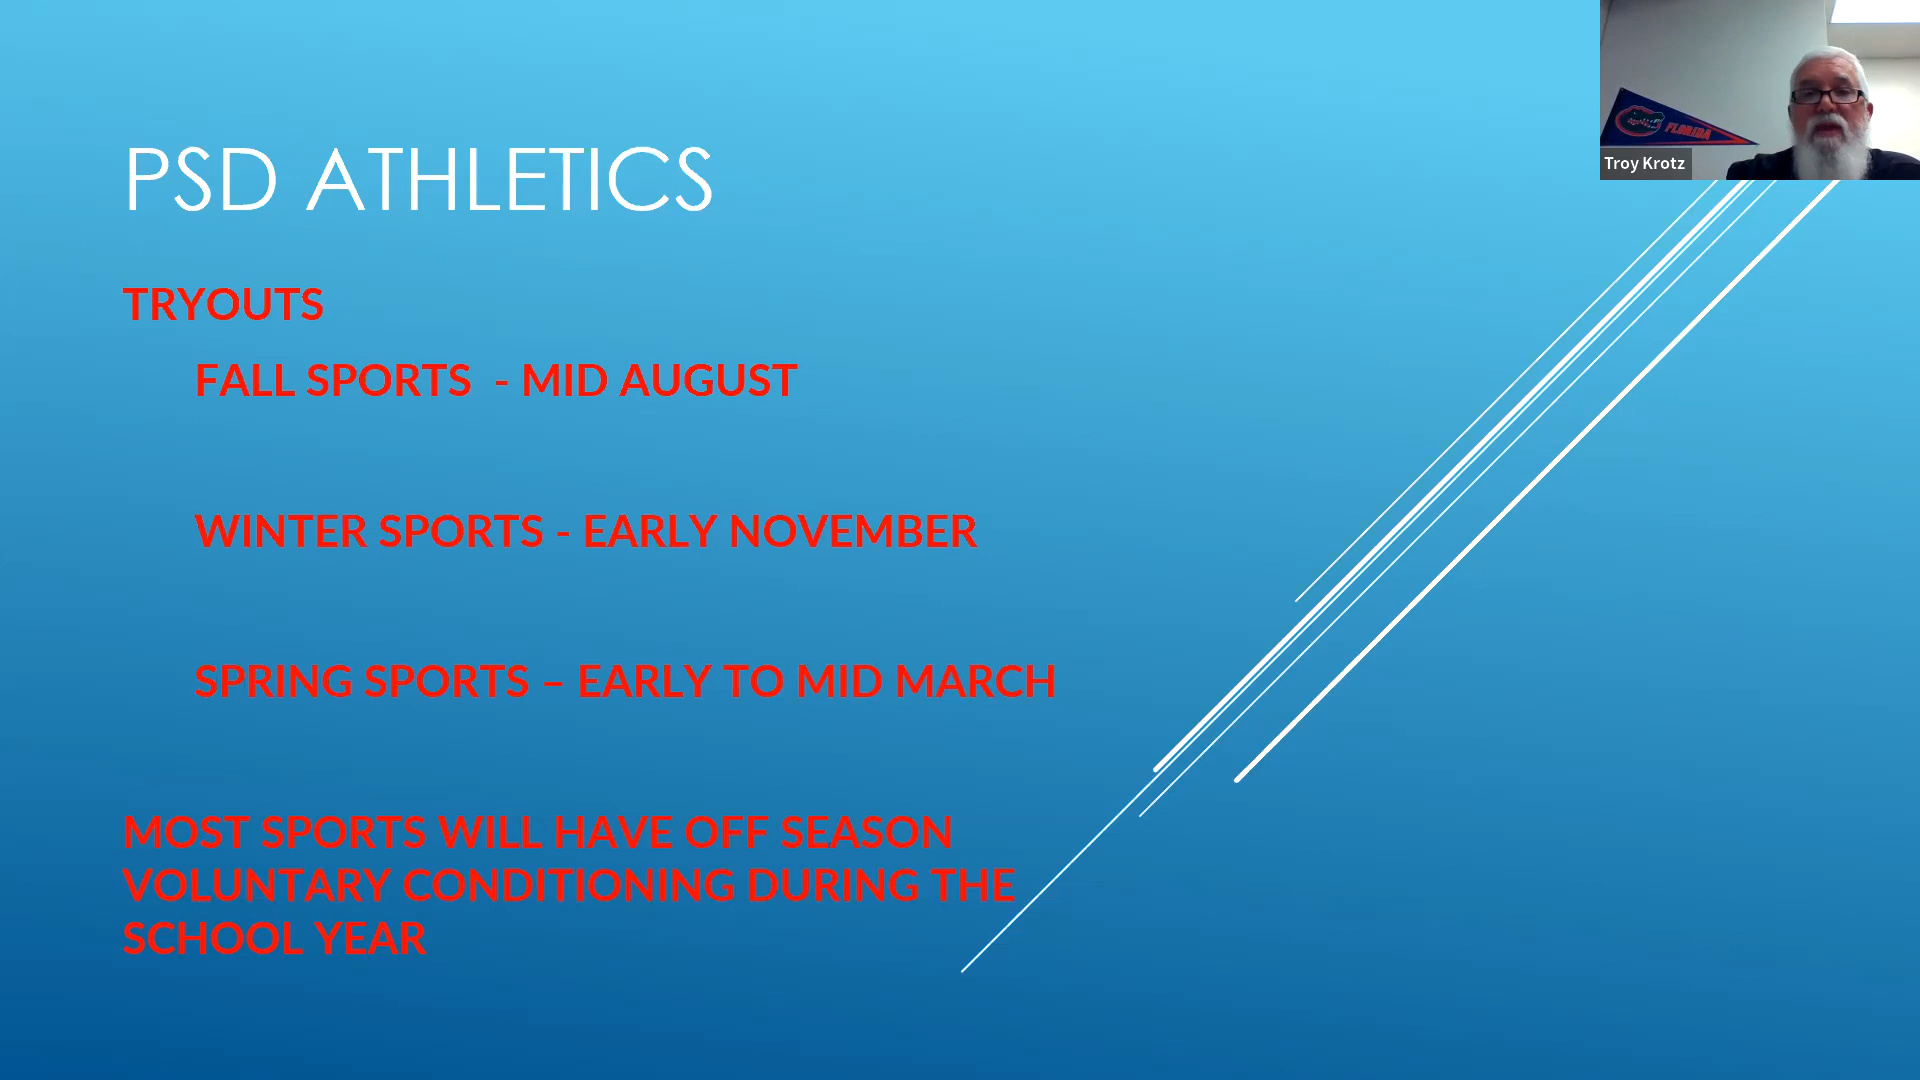 PSD ATHLETICS
TRYOUTS
FALL SPORTS  - MID AUGUST
WINTER SPORTS - EARLY NOVEMBER
SPRING SPORTS – EARLY TO MID MARCH
MOST SPORTS WILL HAVE OFF SEASON
VOLUNTARY CONDITIONING DURING THE
SCHOOL YEAR
FLORIDA
Troy Krotz